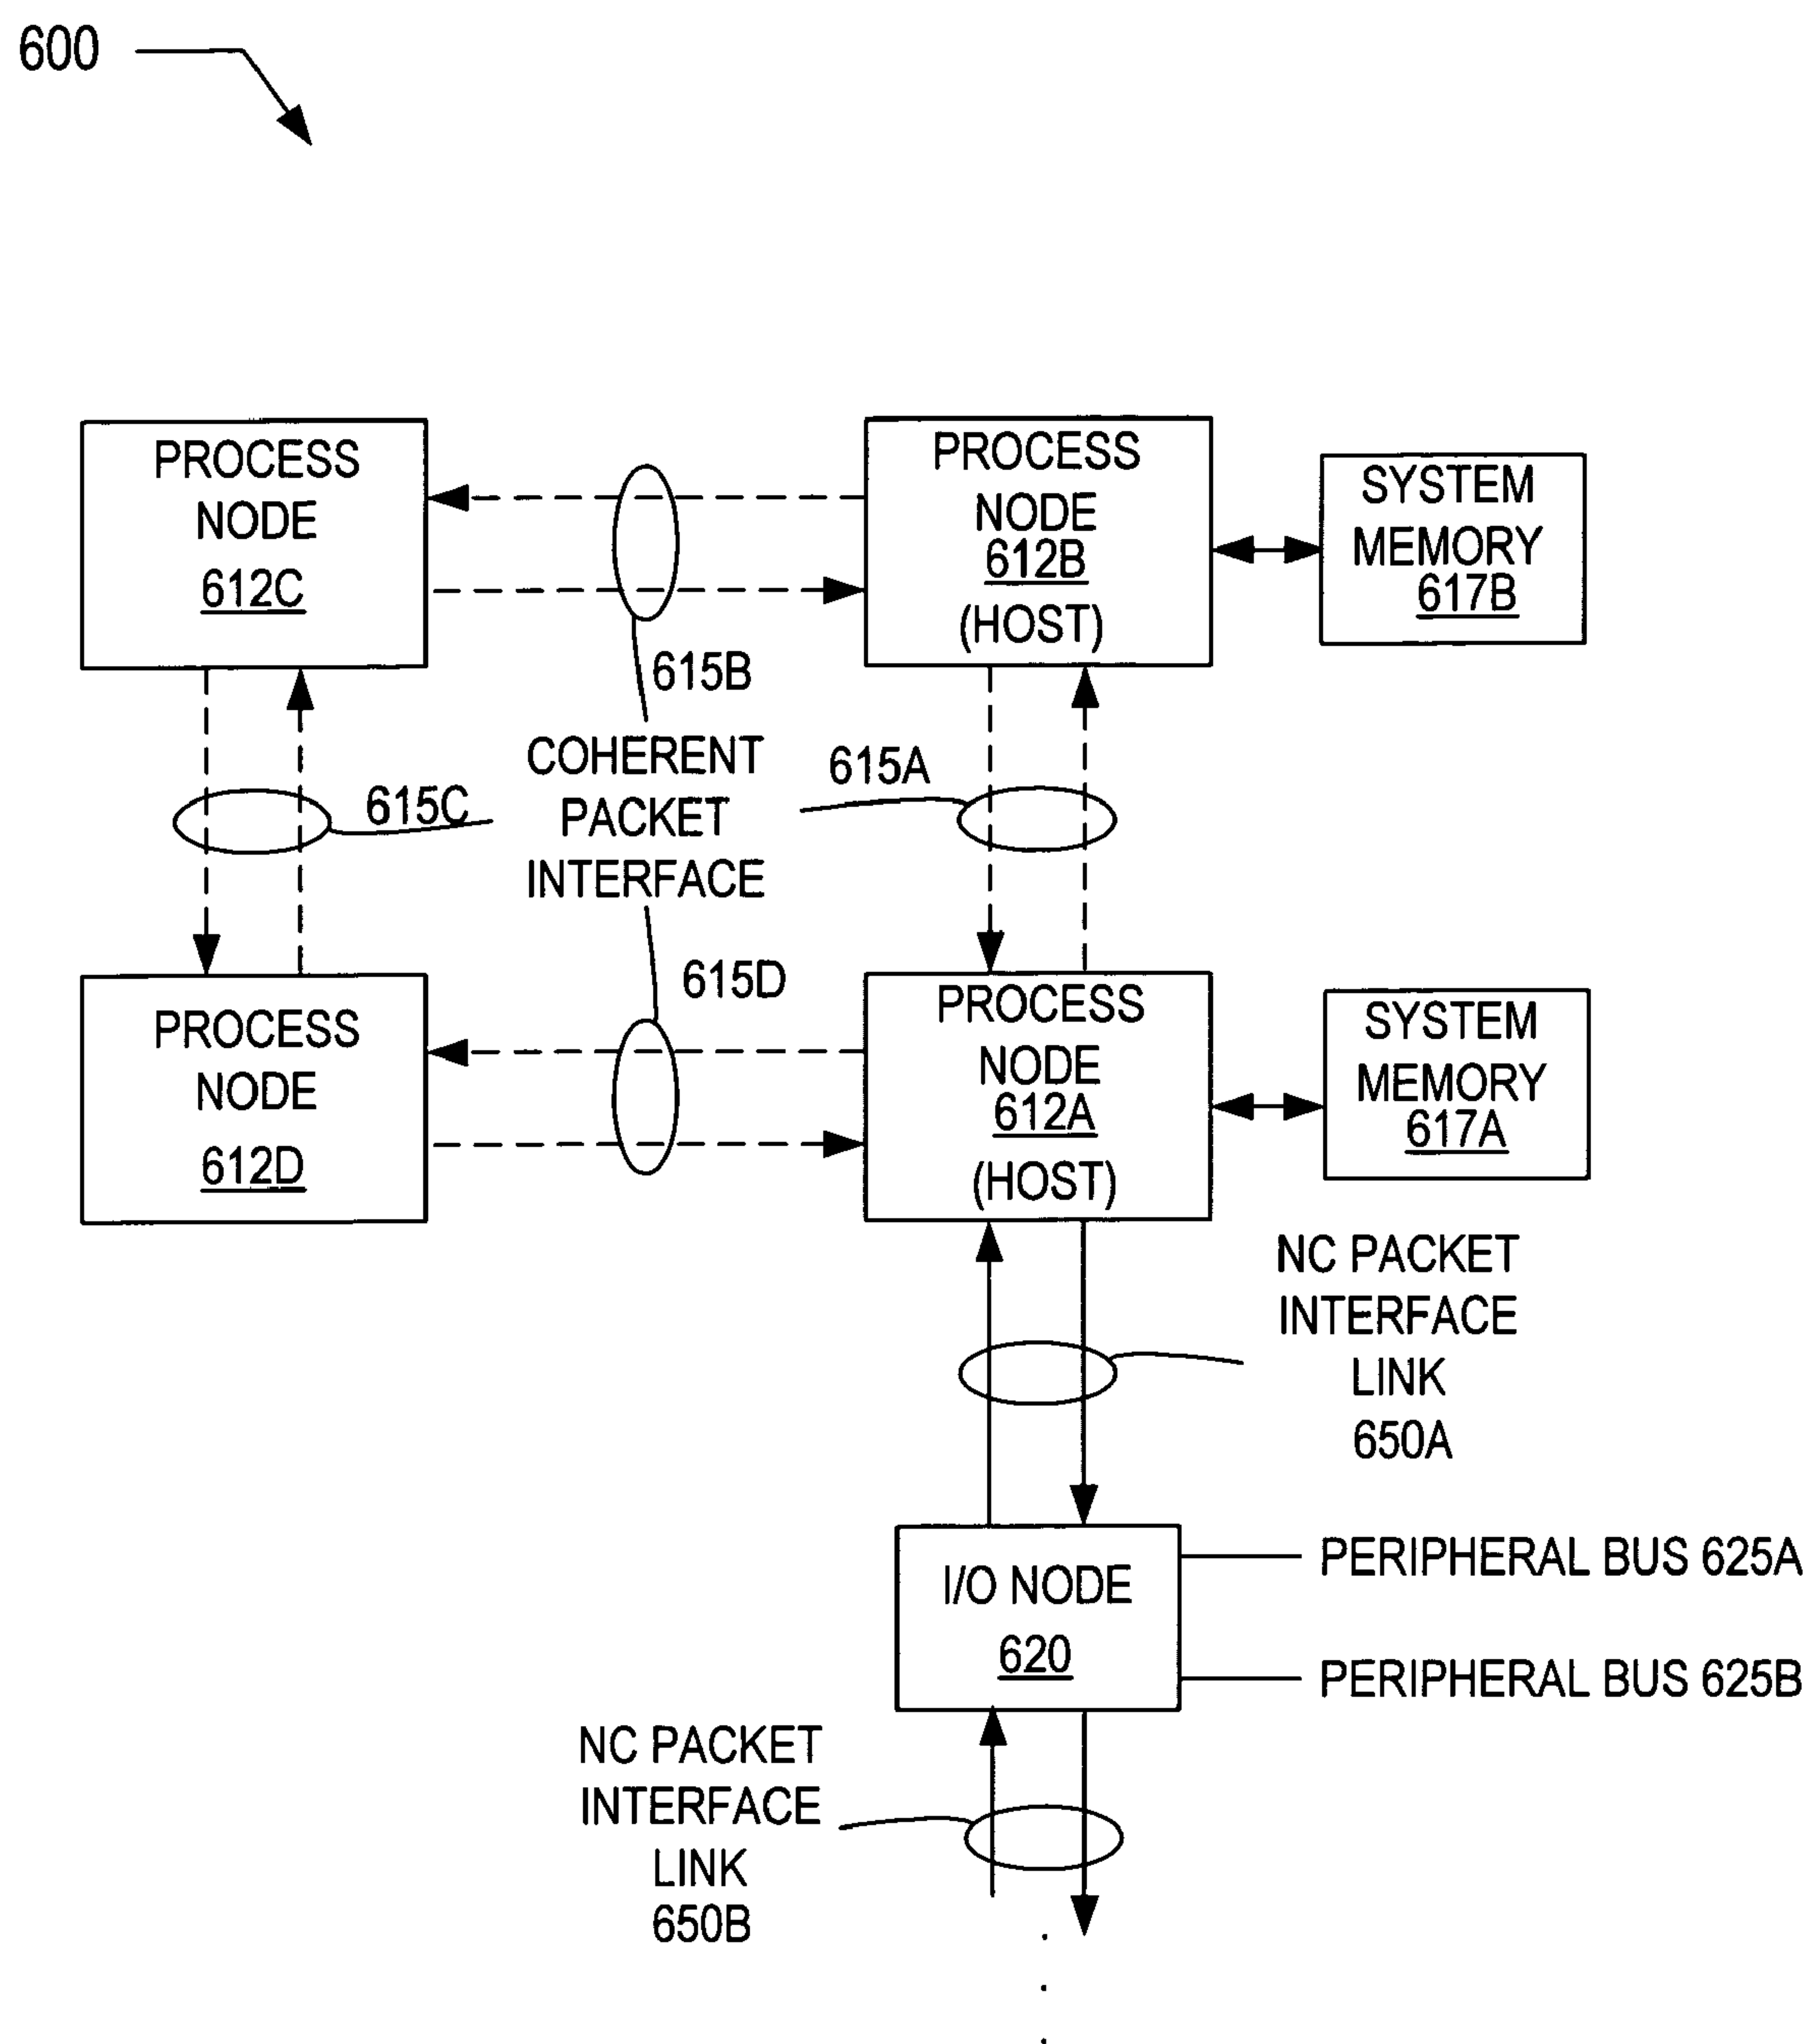 600
PROCESS
NODE
612C
PROCESS
NODE
612B
(HOST)
SYSTEM
MEMORY
617B
615B
COHERENT
PACKET
INTERFACE
615A
615C
615D
PROCESS
NODE
612D
PROCESS
NODE
612A
(HOST)
SYSTEM
MEMORY
617A
NC PACKET
INTERFACE
LINK
650A
I/O NODE
620
PERIPHERAL BUS 625A
PERIPHERAL BUS 625B
NC PACKET
INTERFACE
LINK
650B